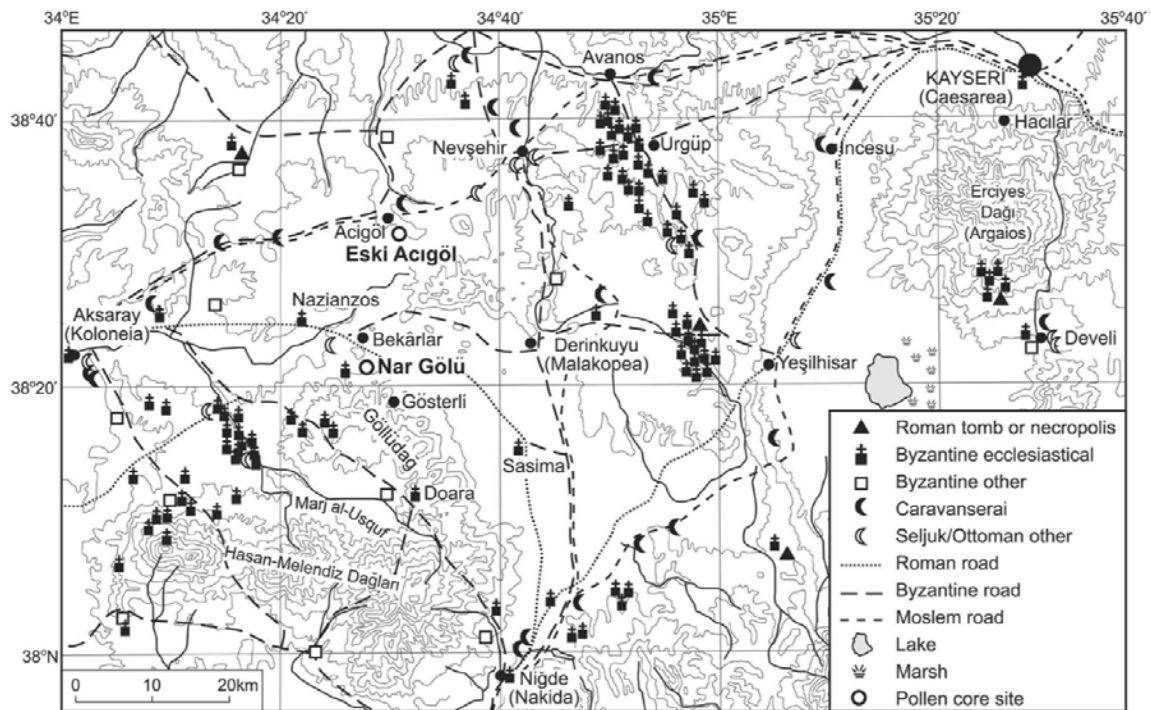 34°E
34°20
34°40
35°E
35°20
35°40
38°40
38°20
38°N
Avanos
KAYSERİ
(Caesarea)
Hacılar
Nevşehir
Ürgüp
İncesu
Erciyes
Dağı
(Argaios)
Acıgöl
Eski Acıgöl
Nazianzos
Aksaray
(Koloneia)
Bekârlar
Derinkuyu
(Malakopea)
Develi
Yeşilhisar
Nar Gölü
Gösterli
Gölludag
Sasima
Doara
Marj al-Usquf
Hasan-Melendiz Dağları
Niğde
(Nakida)
0 10 20km
Roman tomb or necropolis
Byzantine ecclesiastical
Byzantine other
Caravanserai
Seljuk/Ottoman other
Roman road
Byzantine road
Moslem road
Lake
Marsh
Pollen core site